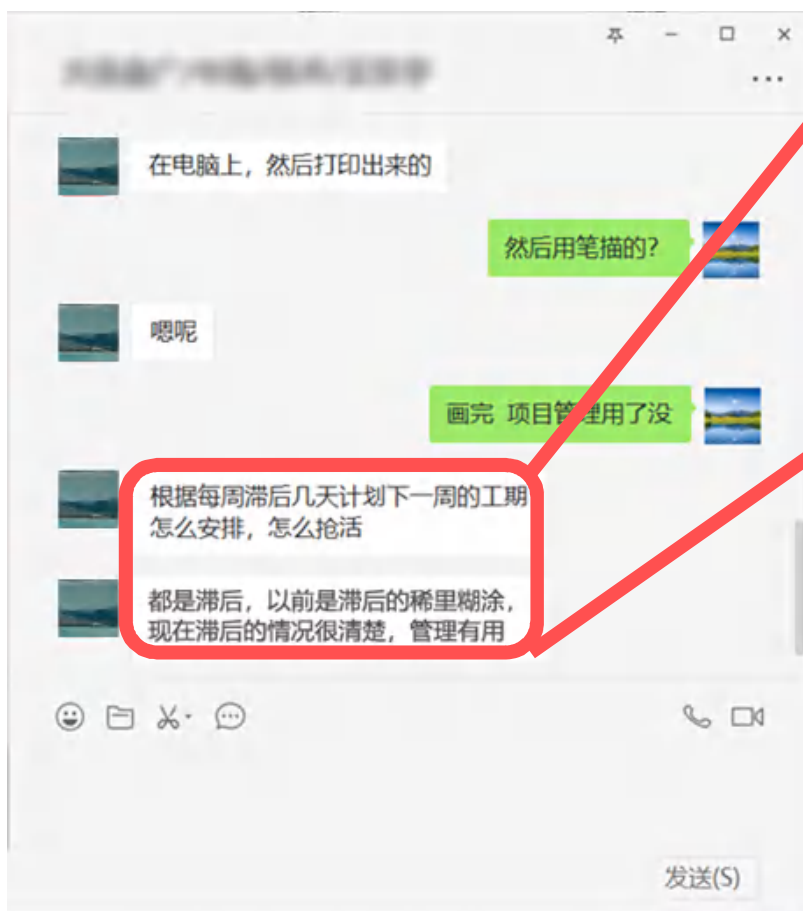 在电脑上，然后打印出来的
然后用笔描的?
嗯呢
画完 项目管理用了没
根据每周滞后几天计划下一周的工期
怎么安排，怎么抢活
都是滞后，以前是滞后的稀里糊涂，
现在滞后的情况很清楚，管理有用
发送(S)